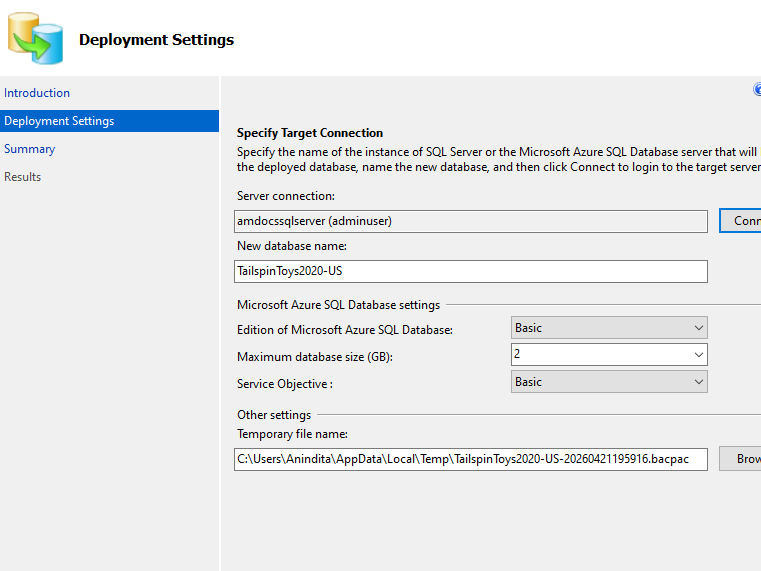 Deployment Settings
Introduction
Deployment Settings
Summary
Results
Specify Target Connection
Specify the name of the instance of SQL Server or the Microsoft Azure SQL Database server that will
the deployed database, name the new database, and then click Connect to login to the target server
Server connection:
amdocssqlserver (adminuser)
Conn
New database name:
TailspinToys2020-US
Microsoft Azure SQL Database settings
Edition of Microsoft Azure SQL Database:
Basic
Maximum database size (GB):
2
Service Objective :
Basic
Other settings
Temporary file name:
C:\Users\Anindita\AppData\Local\Temp\TailspinToys2020-US-20260421195916.bacpac
Brow